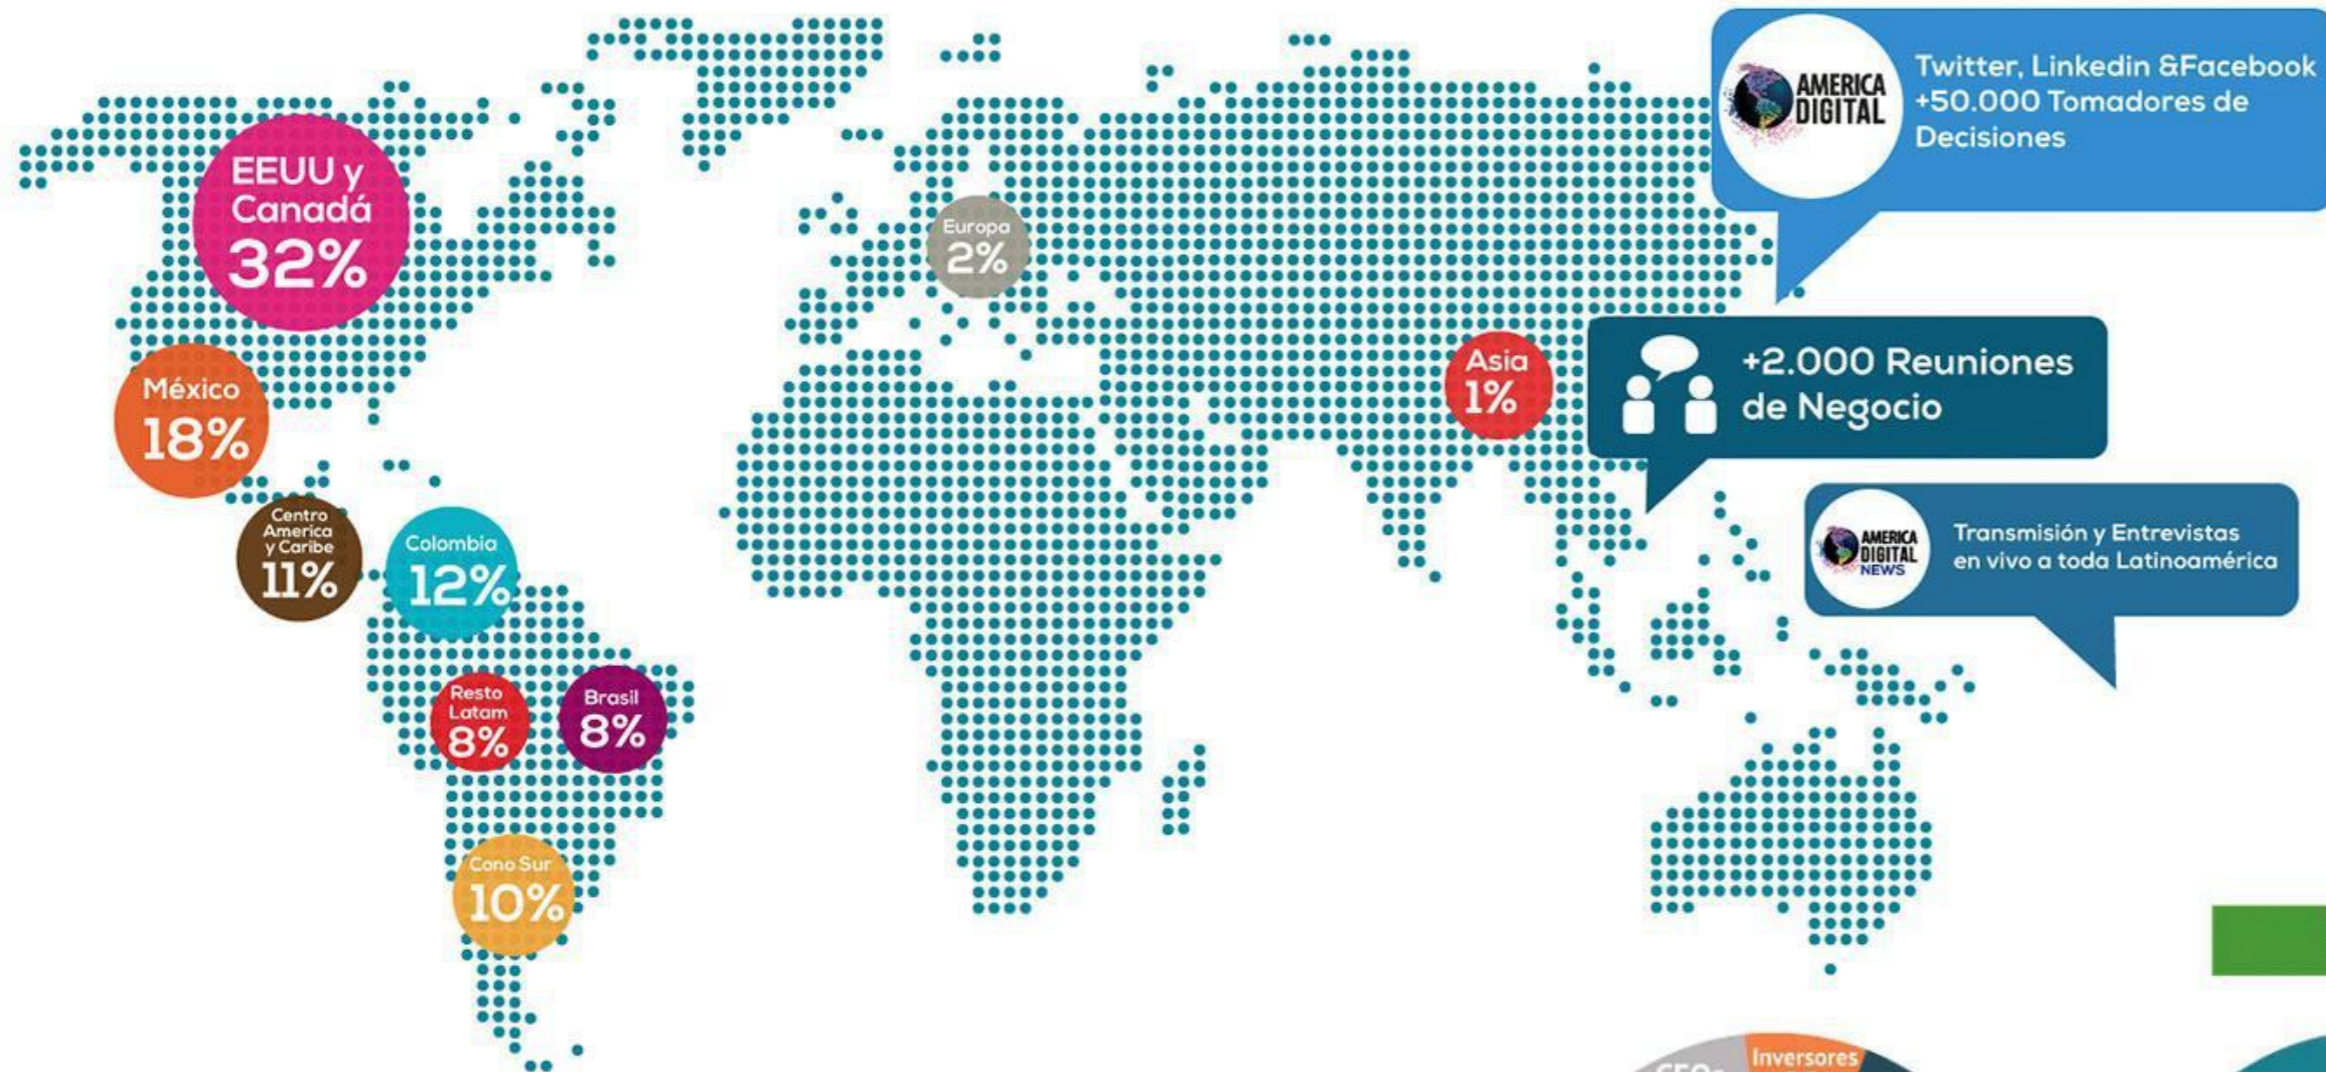 EEUU y
Canadá
32%
México
18%
Centro
America
y Caribe
11%
Colombia
12%
Resto
Latam
8%
Brasil
8%
Cono Sur
10%
Europa
2%
Asia
1%
AMERICA
DIGITAL
Twitter, Linkedin &Facebook
+50.000 Tomadores de
Decisiones
+2.000 Reuniones
de Negocio
AMERICA
DIGITAL
NEWS
Transmisión y Entrevistas
en vivo a toda Latinoamérica
Inversores